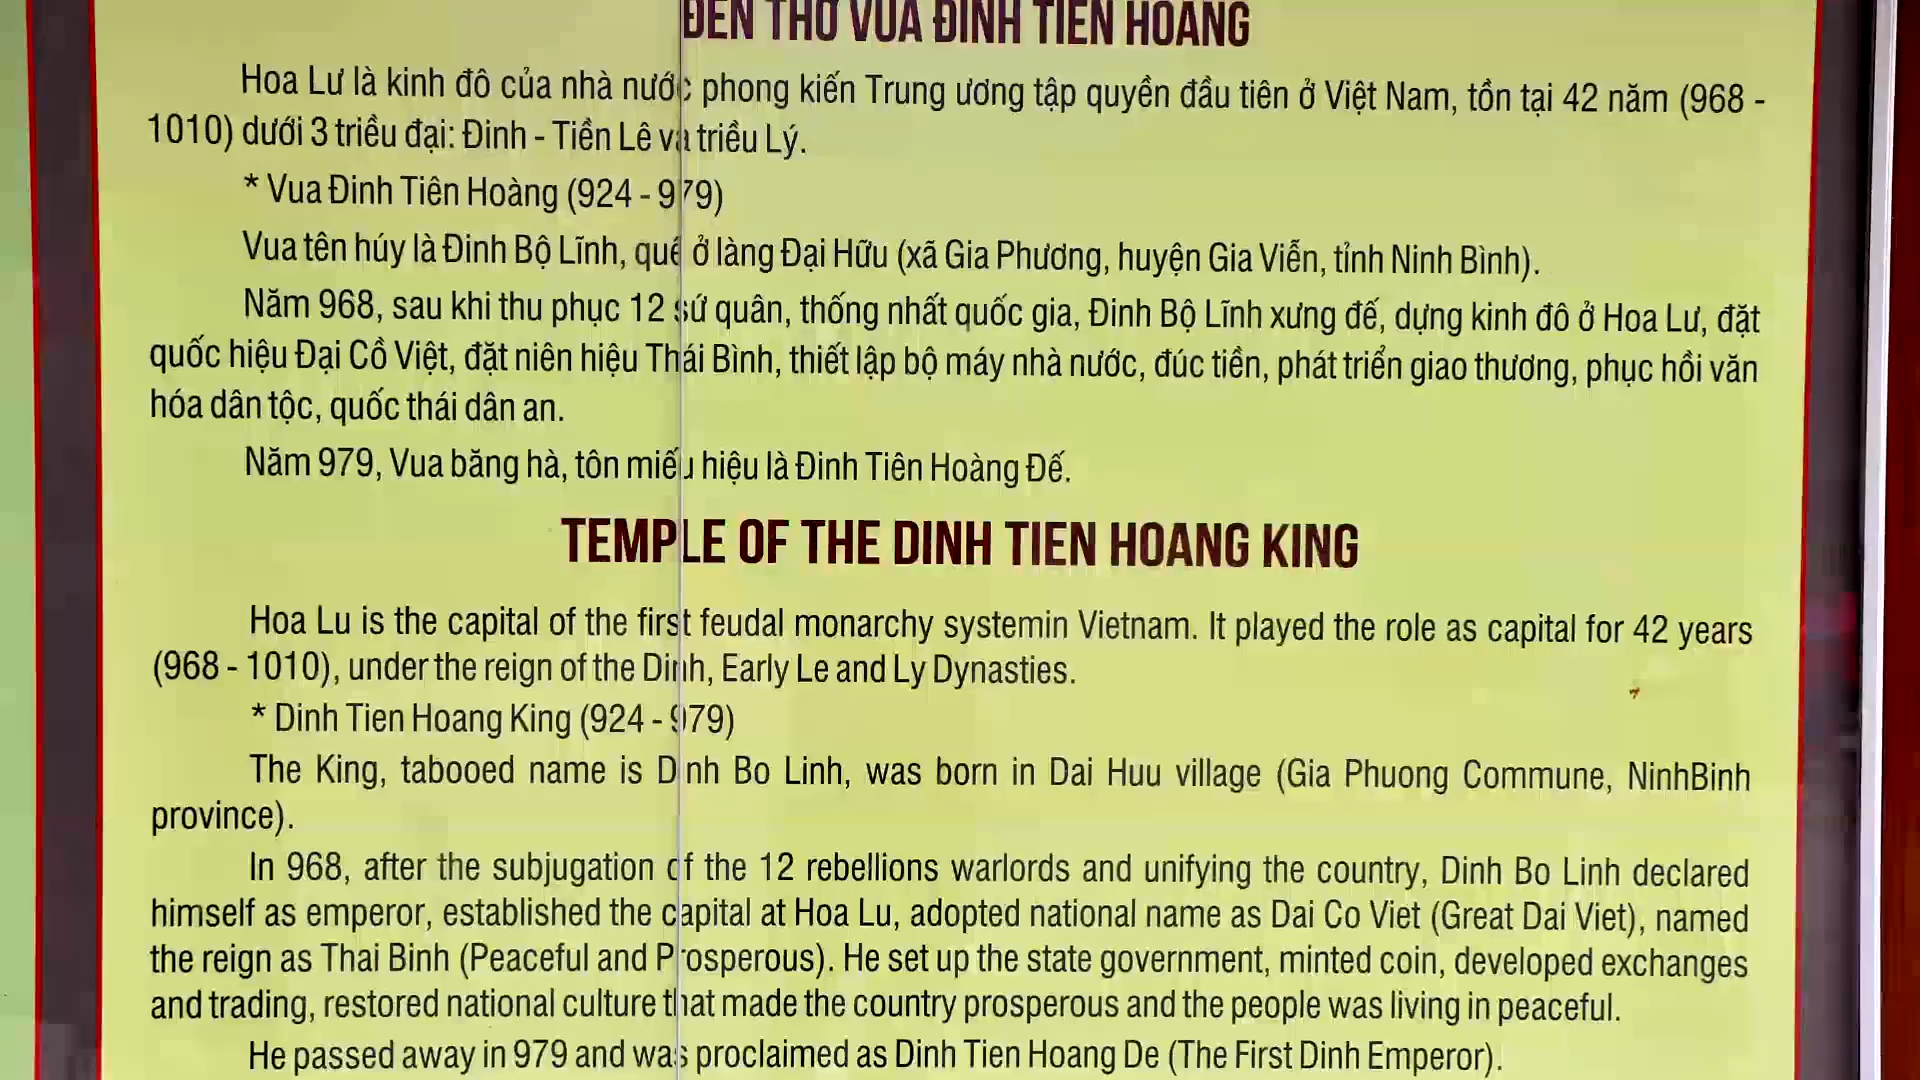 ĐỀN THỜ VUA ĐINH TIÊN HOÀNG
Hoa Lư là kinh đô của nhà nước phong kiến Trung ương tập quyền đầu tiên ở Việt Nam, tồn tại 42 năm (968 -
1010) dưới 3 triều đại: Đinh - Tiền Lê và triều Lý.
* Vua Đinh Tiên Hoàng (924 - 979)
Vua tên húy là Đinh Bộ Lĩnh, quê ở làng Đại Hữu (xã Gia Phương, huyện Gia Viễn, tỉnh Ninh Bình).
Năm 968, sau khi thu phục 12 sứ quân, thống nhất quốc gia, Đinh Bộ Lĩnh xưng đế, dựng kinh đô ở Hoa Lư, đặt
quốc hiệu Đại Cồ Việt, đặt niên hiệu Thái Bình, thiết lập bộ máy nhà nước, đúc tiền, phát triển giao thương, phục hồi văn
hóa dân tộc, quốc thái dân an.
Năm 979, Vua băng hà, tôn miếu hiệu là Đinh Tiên Hoàng Đế.
TEMPLE OF THE DINH TIEN HOANG KING
Hoa Lu is the capital of the first feudal monarchy systemin Vietnam. It played the role as capital for 42 years
(968 - 1010), under the reign of the Dinh, Early Le and Ly Dynasties.
* Dinh Tien Hoang King (924 - 979)
The King, tabooed name is Dinh Bo Linh, was born in Dai Huu village (Gia Phuong Commune, NinhBinh
province).
In 968, after the subjugation of the 12 rebellions warlords and unifying the country, Dinh Bo Linh declared
himself as emperor, established the capital at Hoa Lu, adopted national name as Dai Co Viet (Great Dai Viet), named
the reign as Thai Binh (Peaceful and Prosperous). He set up the state government, minted coin, developed exchanges
and trading, restored national culture that made the country prosperous and the people was living in peaceful.
He passed away in 979 and was proclaimed as Dinh Tien Hoang De (The First Dinh Emperor).